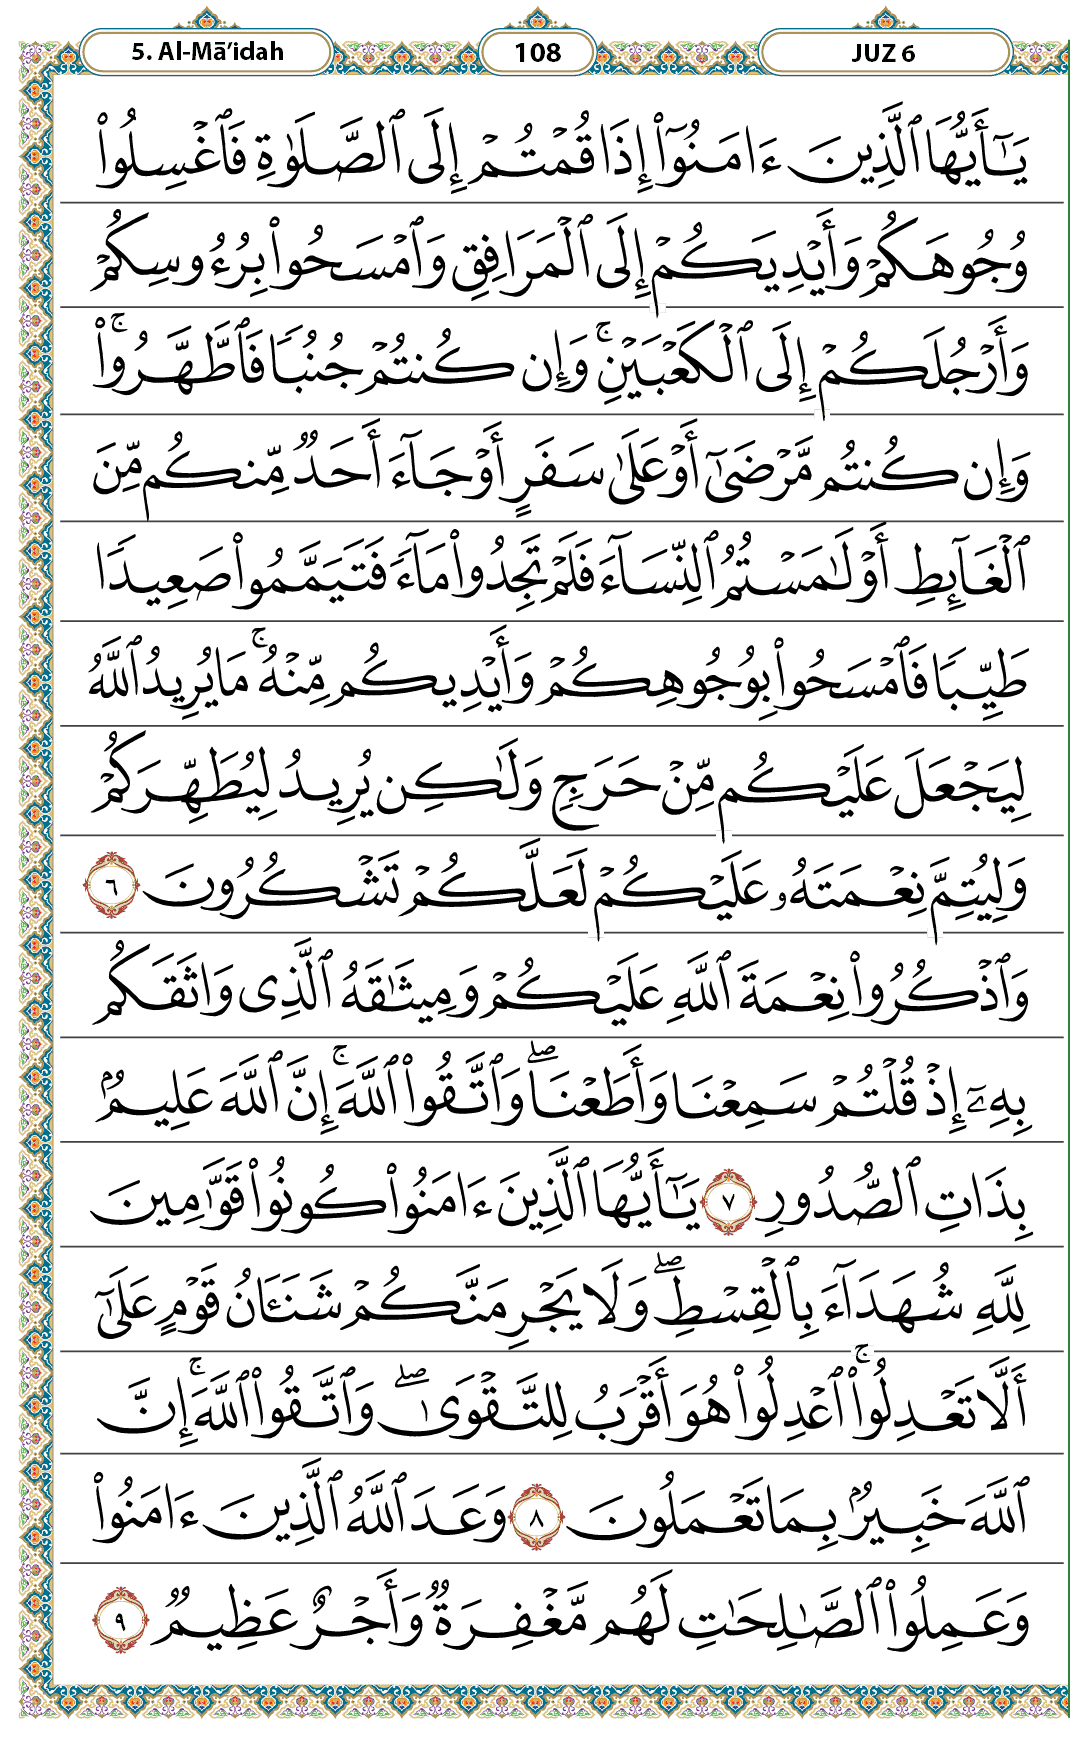 5. Al-Mā’idah
108
JUZ 6
يَٰٓأَيُّهَا ٱلَّذِينَ ءَامَنُوٓا۟ إِذَا قُمْتُمْ إِلَى ٱلصَّلَوٰةِ فَٱغْسِلُوا۟
وُجُوهَكُمْ وَأَيْدِيَكُمْ إِلَى ٱلْمَرَافِقِ وَٱمْسَحُوا۟ بِرُءُوسِكُمْ
وَأَرْجُلَكُمْ إِلَى ٱلْكَعْبَيْنِ ۚ وَإِن كُنتُمْ جُنُبًا فَٱطَّهَّرُوا۟ ۚ
وَإِن كُنتُم مَّرْضَىٰٓ أَوْ عَلَىٰ سَفَرٍ أَوْ جَآءَ أَحَدٌ مِّنكُم مِّنَ
ٱلْغَآئِطِ أَوْ لَٰمَسْتُمُ ٱلنِّسَآءَ فَلَمْ تَجِدُوا۟ مَآءً فَتَيَمَّمُوا۟ صَعِيدًا
طَيِّبًا فَٱمْسَحُوا۟ بِوُجُوهِكُمْ وَأَيْدِيكُم مِّنْهُ ۚ مَا يُرِيدُ ٱللَّهُ
لِيَجْعَلَ عَلَيْكُم مِّنْ حَرَجٍ وَلَٰكِن يُرِيدُ لِيُطَهِّرَكُمْ
وَلِيُتِمَّ نِعْمَتَهُۥ عَلَيْكُمْ لَعَلَّكُمْ تَشْكُرُونَ ٦
وَٱذْكُرُوا۟ نِعْمَةَ ٱللَّهِ عَلَيْكُمْ وَمِيثَٰقَهُ ٱلَّذِى وَاثَقَكُم
بِهِۦٓ إِذْ قُلْتُمْ سَمِعْنَا وَأَطَعْنَا ۖ وَٱتَّقُوا۟ ٱللَّهَ ۚ إِنَّ ٱللَّهَ عَلِيمٌۢ
بِذَاتِ ٱلصُّدُورِ ٧ يَٰٓأَيُّهَا ٱلَّذِينَ ءَامَنُوا۟ كُونُوا۟ قَوَّٰمِينَ
لِلَّهِ شُهَدَآءَ بِٱلْقِسْطِ ۖ وَلَا يَجْرِمَنَّكُمْ شَنَـَٔانُ قَوْمٍ عَلَىٰٓ
أَلَّا تَعْدِلُوا۟ ۚ ٱعْدِلُوا۟ هُوَ أَقْرَبُ لِلتَّقْوَىٰ ۖ وَٱتَّقُوا۟ ٱللَّهَ ۚ إِنَّ
ٱللَّهَ خَبِيرٌۢ بِمَا تَعْمَلُونَ ٨ وَعَدَ ٱللَّهُ ٱلَّذِينَ ءَامَنُوا۟
وَعَمِلُوا۟ ٱلصَّٰلِحَٰتِ لَهُم مَّغْفِرَةٌ وَأَجْرٌ عَظِيمٌ ٩